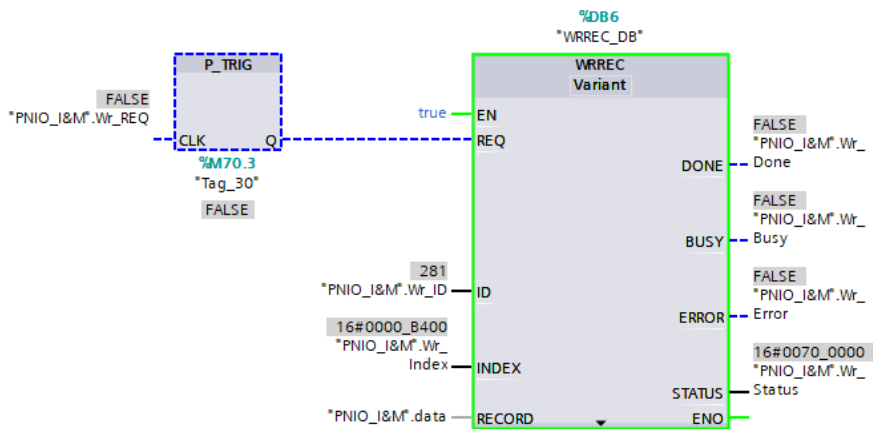 %DB6
"WRREC_DB"
P_TRIG
WRREC
Variant
FALSE
"PNIO_I&M".Wr_REQ
CLK Q
%M70.3
"Tag_30"
FALSE
true
EN
REQ
FALSE
"PNIO_I&M".Wr_
Done
DONE
FALSE
"PNIO_I&M".Wr_
Busy
BUSY
281
"PNIO_I&M".Wr_ID
ID
FALSE
"PNIO_I&M".Wr_
Error
ERROR
16#0000_B400
"PNIO_I&M".Wr_
Index
INDEX
16#0070_0000
"PNIO_I&M".Wr_
Status
STATUS
"PNIO_I&M".data
RECORD
ENO